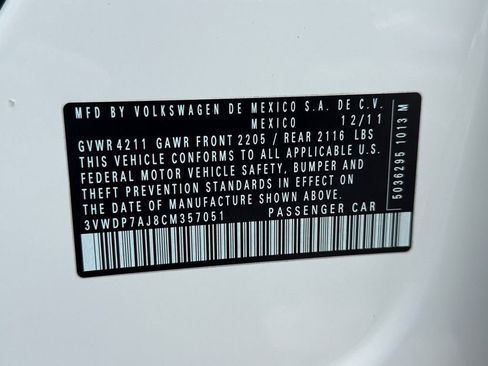 MFD BY VOLKSWAGEN DE MEXICO S.A. DE C.V.
MEXICO 12/11
GVWR 4211 GAWR FRONT 2205 / REAR 2116 LBS
THIS VEHICLE CONFORMS TO ALL APPLICABLE U.S.
FEDERAL MOTOR VEHICLE SAFETY, BUMPER AND
THEFT PREVENTION STANDARDS IN EFFECT ON
THE DATE OF MANUFACTURE SHOWN ABOVE.
3VWDP7AJ8CM357051 PASSENGER CAR
5036295 1013 M